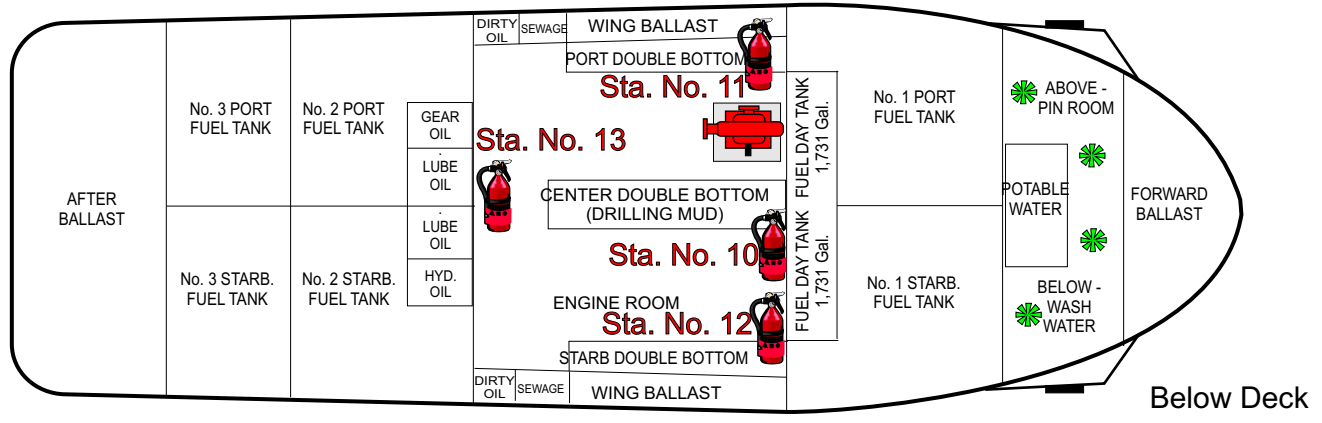 DIRTY
OIL
SEWAGE
WING BALLAST
PORT DOUBLE BOTTOM
Sta. No. 11
No. 3 PORT
FUEL TANK
No. 2 PORT
FUEL TANK
GEAR
OIL
LUBE
OIL
Sta. No. 13
FUEL DAY TANK
1,731 Gal.
No. 1 PORT
FUEL TANK
ABOVE -
PIN ROOM
AFTER
BALLAST
CENTER DOUBLE BOTTOM
(DRILLING MUD)
POTABLE
WATER
FORWARD
BALLAST
LUBE
OIL
HYD.
OIL
Sta. No. 10
FUEL DAY TANK
1,731 Gal.
No. 3 STARB.
FUEL TANK
No. 2 STARB.
FUEL TANK
No. 1 STARB.
FUEL TANK
BELOW -
WASH
WATER
ENGINE ROOM
Sta. No. 12
STARB DOUBLE BOTTOM
DIRTY
OIL
SEWAGE
WING BALLAST
Below Deck